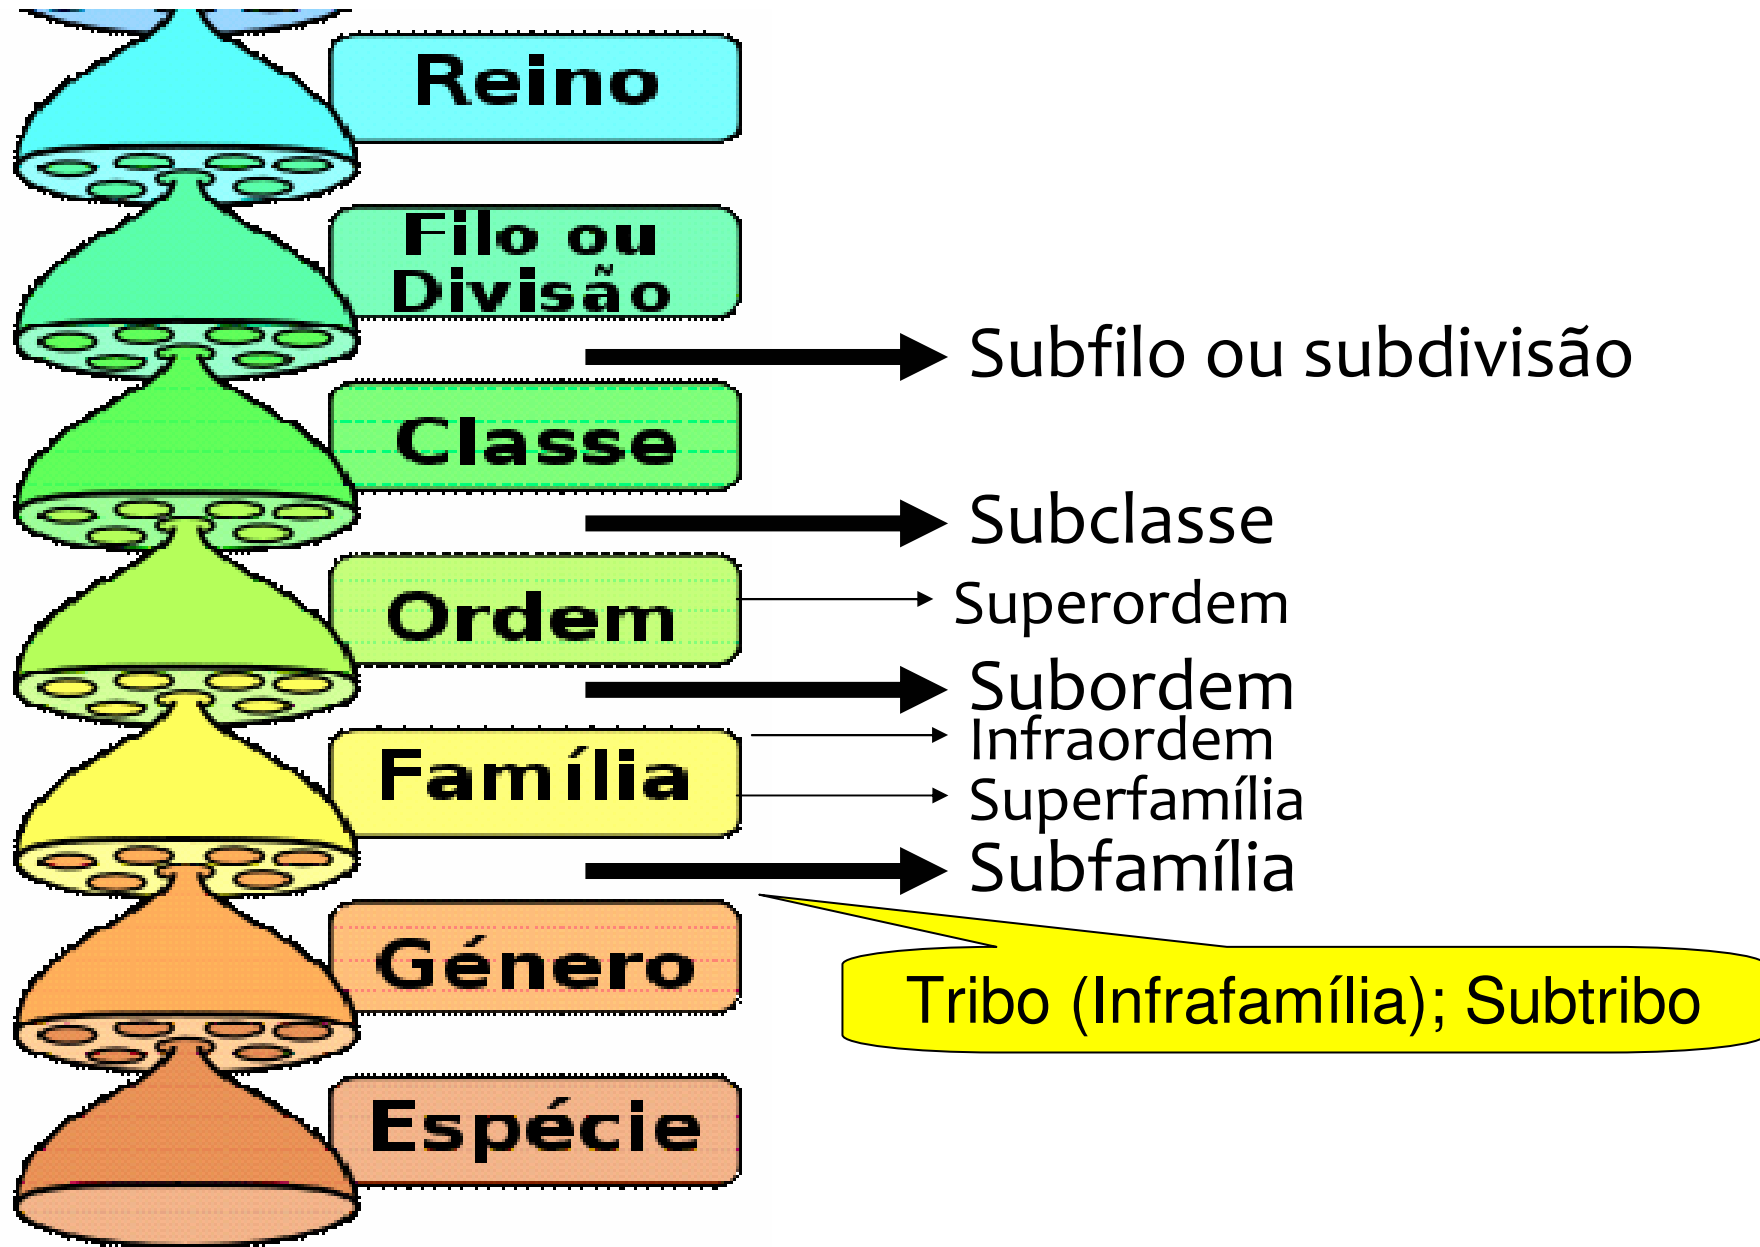 Reino
Filo ou
Divisão
Subfilo ou subdivisão
Classe
Subclasse
Superordem
Ordem
Subordem
Infraordem
Família
Superfamília
Subfamília
Género
Tribo (Infrafamília); Subtribo
Espécie